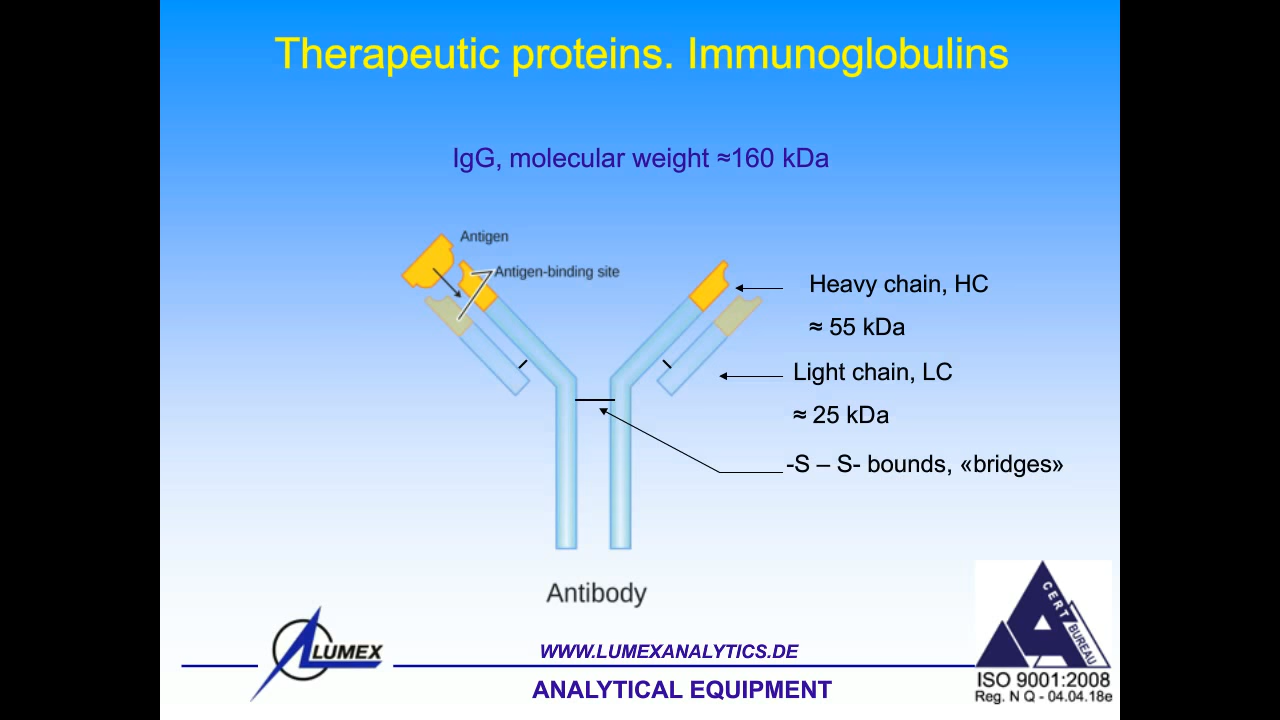 Therapeutic proteins. Immunoglobulins
IgG, molecular weight ≈160 kDa
Antigen
Antigen-binding site
Heavy chain, HC
≈ 55 kDa
Light chain, LC
≈ 25 kDa
-S – S- bounds, «bridges»
Antibody
LUMEX
WWW.LUMEXANALYTICS.DE
ANALYTICAL EQUIPMENT
CERT
BUREAU
ISO 9001:2008
Reg. N Q - 04.04.18e